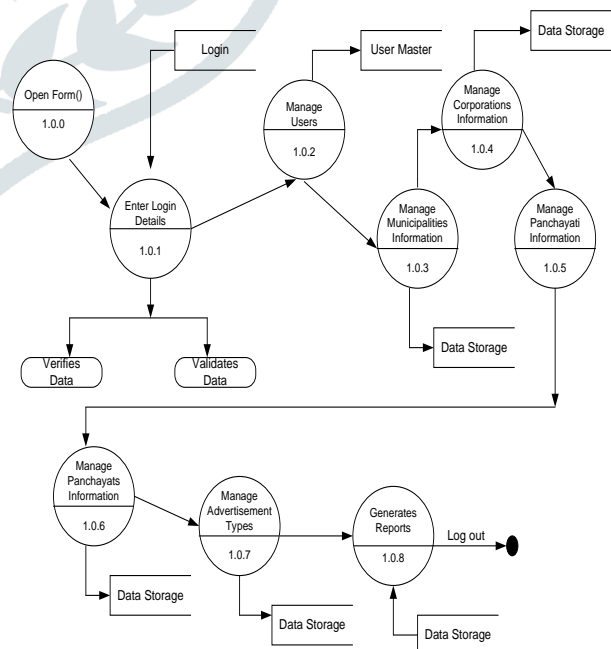 Open Form()
1.0.0
Login
Enter Login
Details
1.0.1
Verifies
Data
Validates
Data
Manage
Users
1.0.2
User Master
Manage
Municipalities
Information
1.0.3
Data Storage
Manage
Corporations
Information
1.0.4
Data Storage
Manage
Panchayati
Information
1.0.5
Manage
Panchayats
Information
1.0.6
Data Storage
Manage
Advertisement
Types
1.0.7
Data Storage
Generates
Reports
1.0.8
Log out
Data Storage